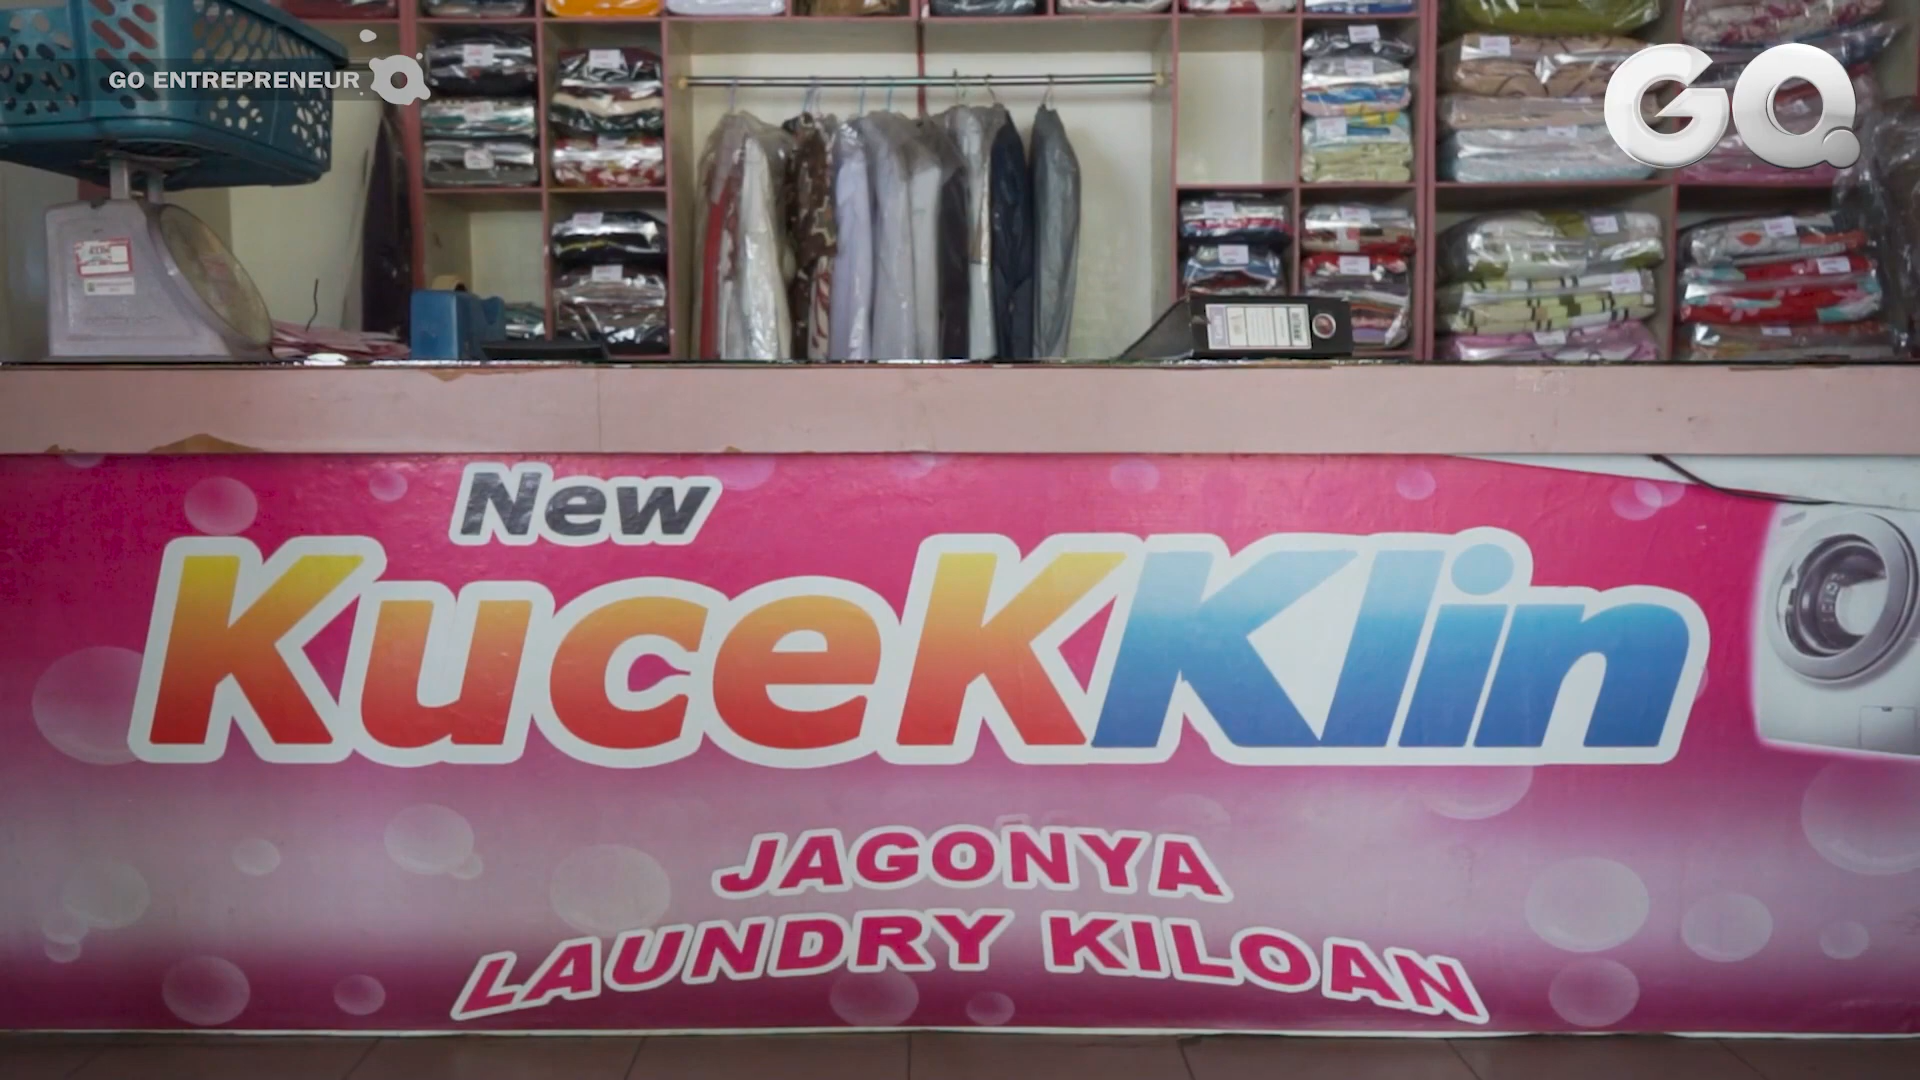 GO ENTREPRENEUR
GQ
New
KuceKKlin
JAGONYA
LAUNDRY KILOAN